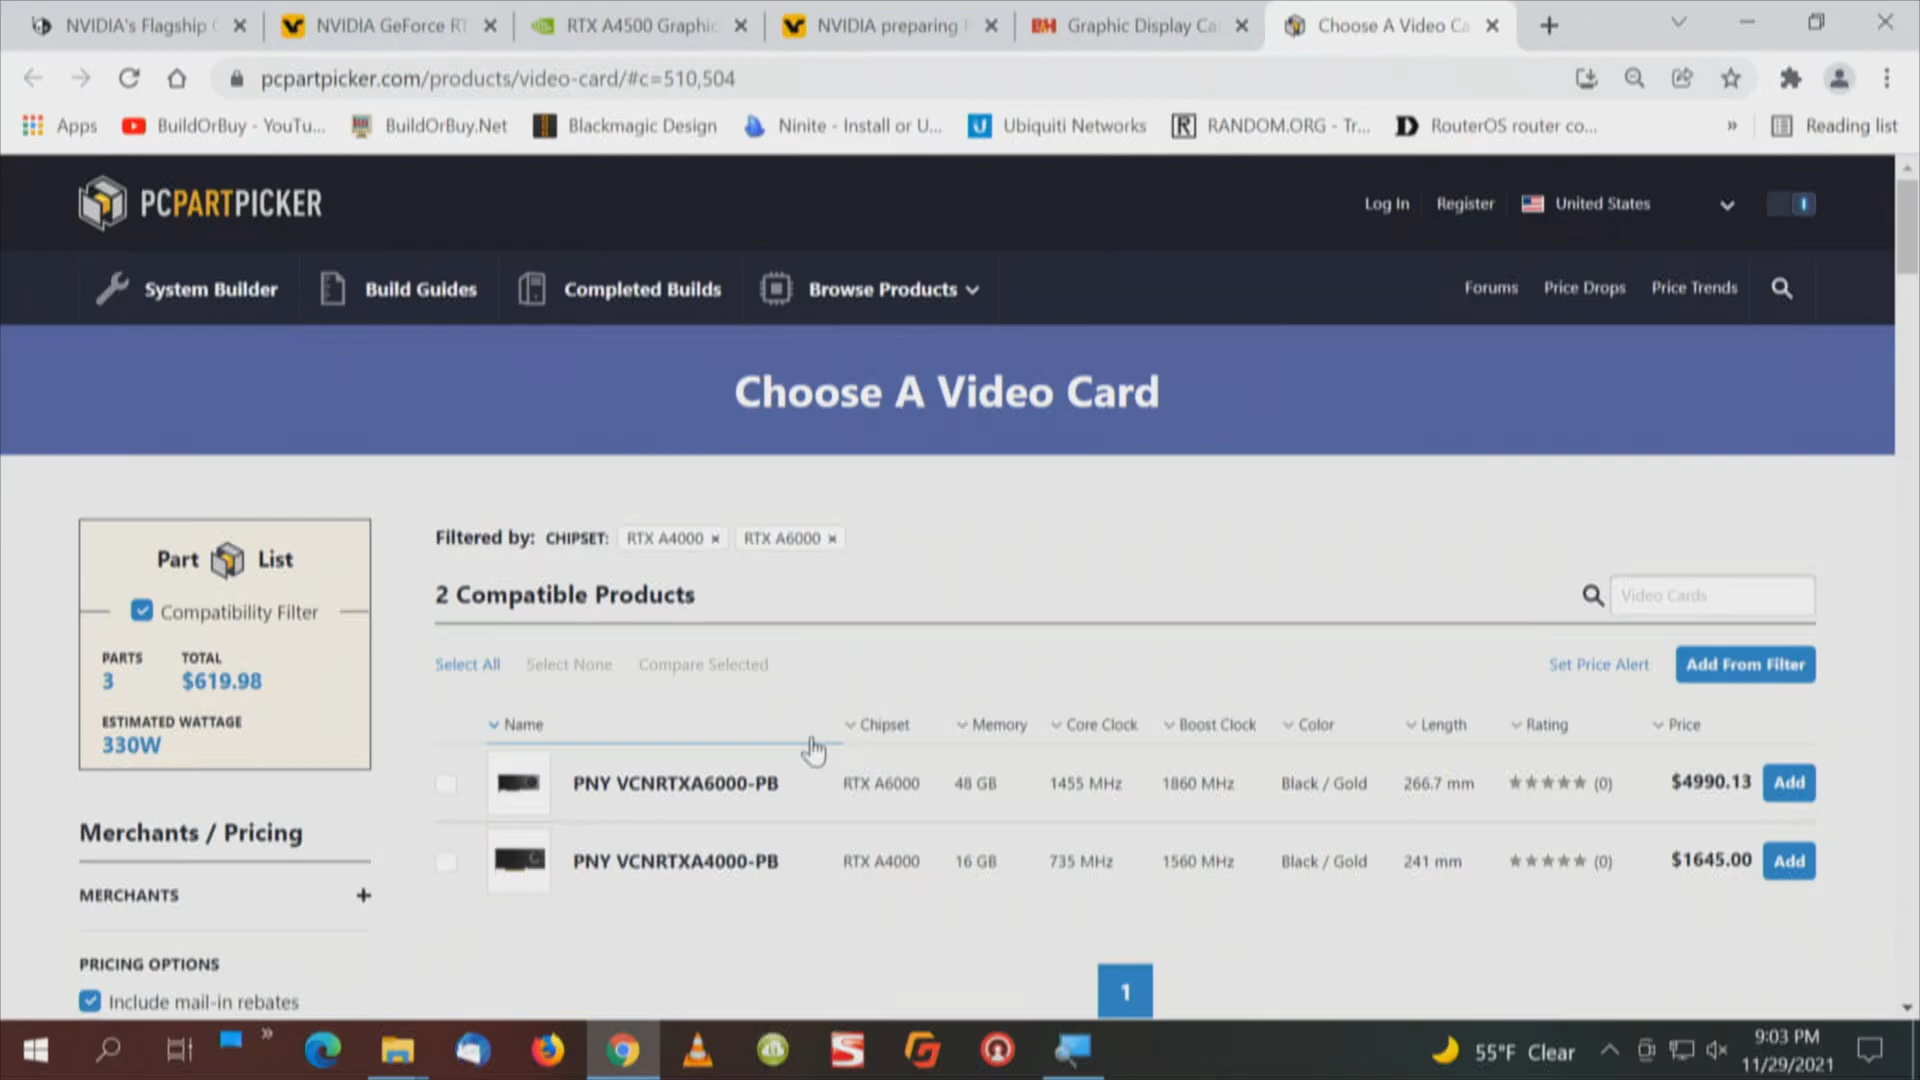 NVIDIA's Flagship
NVIDIA GeForce RT
RTX A4500 Graphic
NVIDIA preparing
BH Graphic Display Ca
Choose A Video Ca
pcpartpicker.com/products/video-card/#c=510,504
Apps
BuildOrBuy - YouTu...
BuildOrBuy.Net
Blackmagic Design
Ninite - Install or U...
U Ubiquiti Networks
R RANDOM.ORG - Tr...
RouterOS router co...
»
Reading list
PCPARTPICKER
Log In
Register
United States
System Builder
Build Guides
Completed Builds
Browse Products
Forums
Price Drops
Price Trends
Choose A Video Card
Part List
Compatibility Filter
PARTS TOTAL
3 $619.98
ESTIMATED WATTAGE
330W
Merchants / Pricing
MERCHANTS +
PRICING OPTIONS
Include mail-in rebates
Filtered by: CHIPSET: RTX A4000 × RTX A6000 ×
2 Compatible Products
Video Cards
Select All Select None Compare Selected
Set Price Alert Add From Filter
Name Chipset Memory Core Clock Boost Clock Color Length Rating Price
PNY VCNRTXA6000-PB RTX A6000 48 GB 1455 MHz 1860 MHz Black / Gold 266.7 mm ★★★★★ (0) $4990.13 Add
PNY VCNRTXA4000-PB RTX A4000 16 GB 735 MHz 1560 MHz Black / Gold 241 mm ★★★★★ (0) $1645.00 Add
1
»
55°F Clear
9:03 PM
11/29/2021